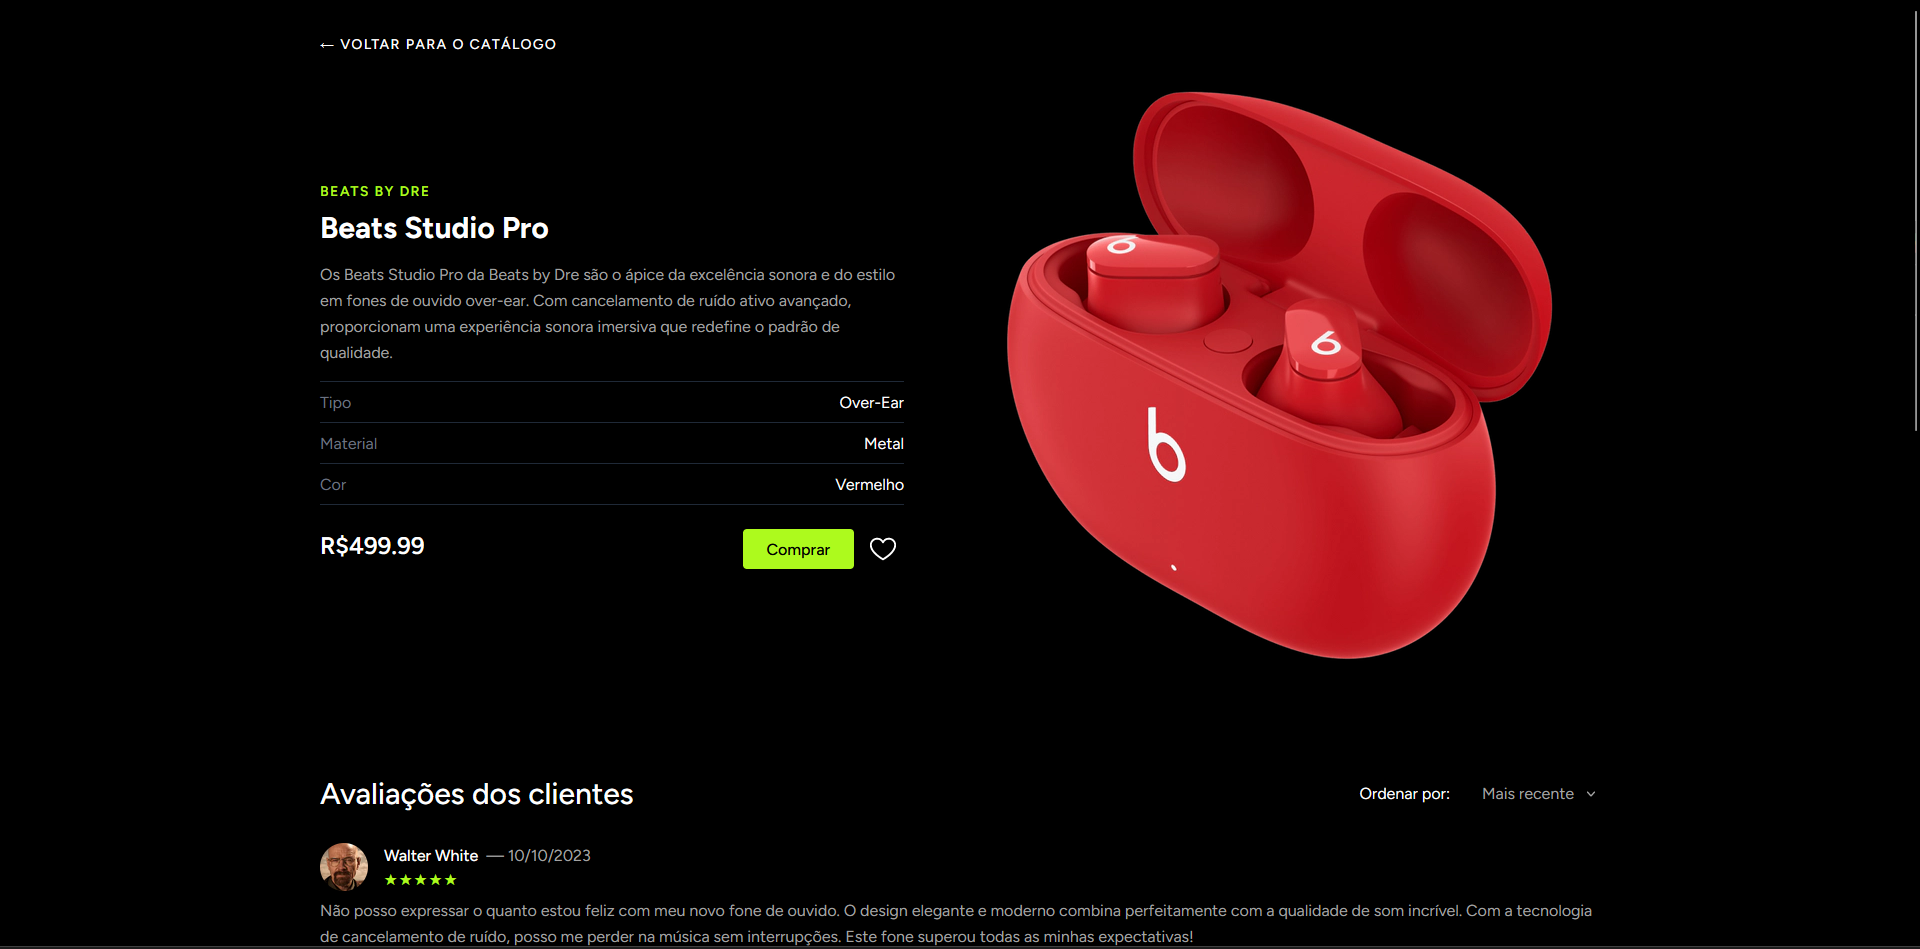 ← VOLTAR PARA O CATÁLOGO
BEATS BY DRE
Beats Studio Pro
Os Beats Studio Pro da Beats by Dre são o ápice da excelência sonora e do estilo
em fones de ouvido over-ear. Com cancelamento de ruído ativo avançado,
proporcionam uma experiência sonora imersiva que redefine o padrão de
qualidade.
Tipo Over-Ear
Material Metal
Cor Vermelho
R$499.99 Comprar
b
b
b
Avaliações dos clientes
Ordenar por: Mais recente
Walter White — 10/10/2023
★★★★★
Não posso expressar o quanto estou feliz com meu novo fone de ouvido. O design elegante e moderno combina perfeitamente com a qualidade de som incrível. Com a tecnologia
de cancelamento de ruído, posso me perder na música sem interrupções. Este fone superou todas as minhas expectativas!